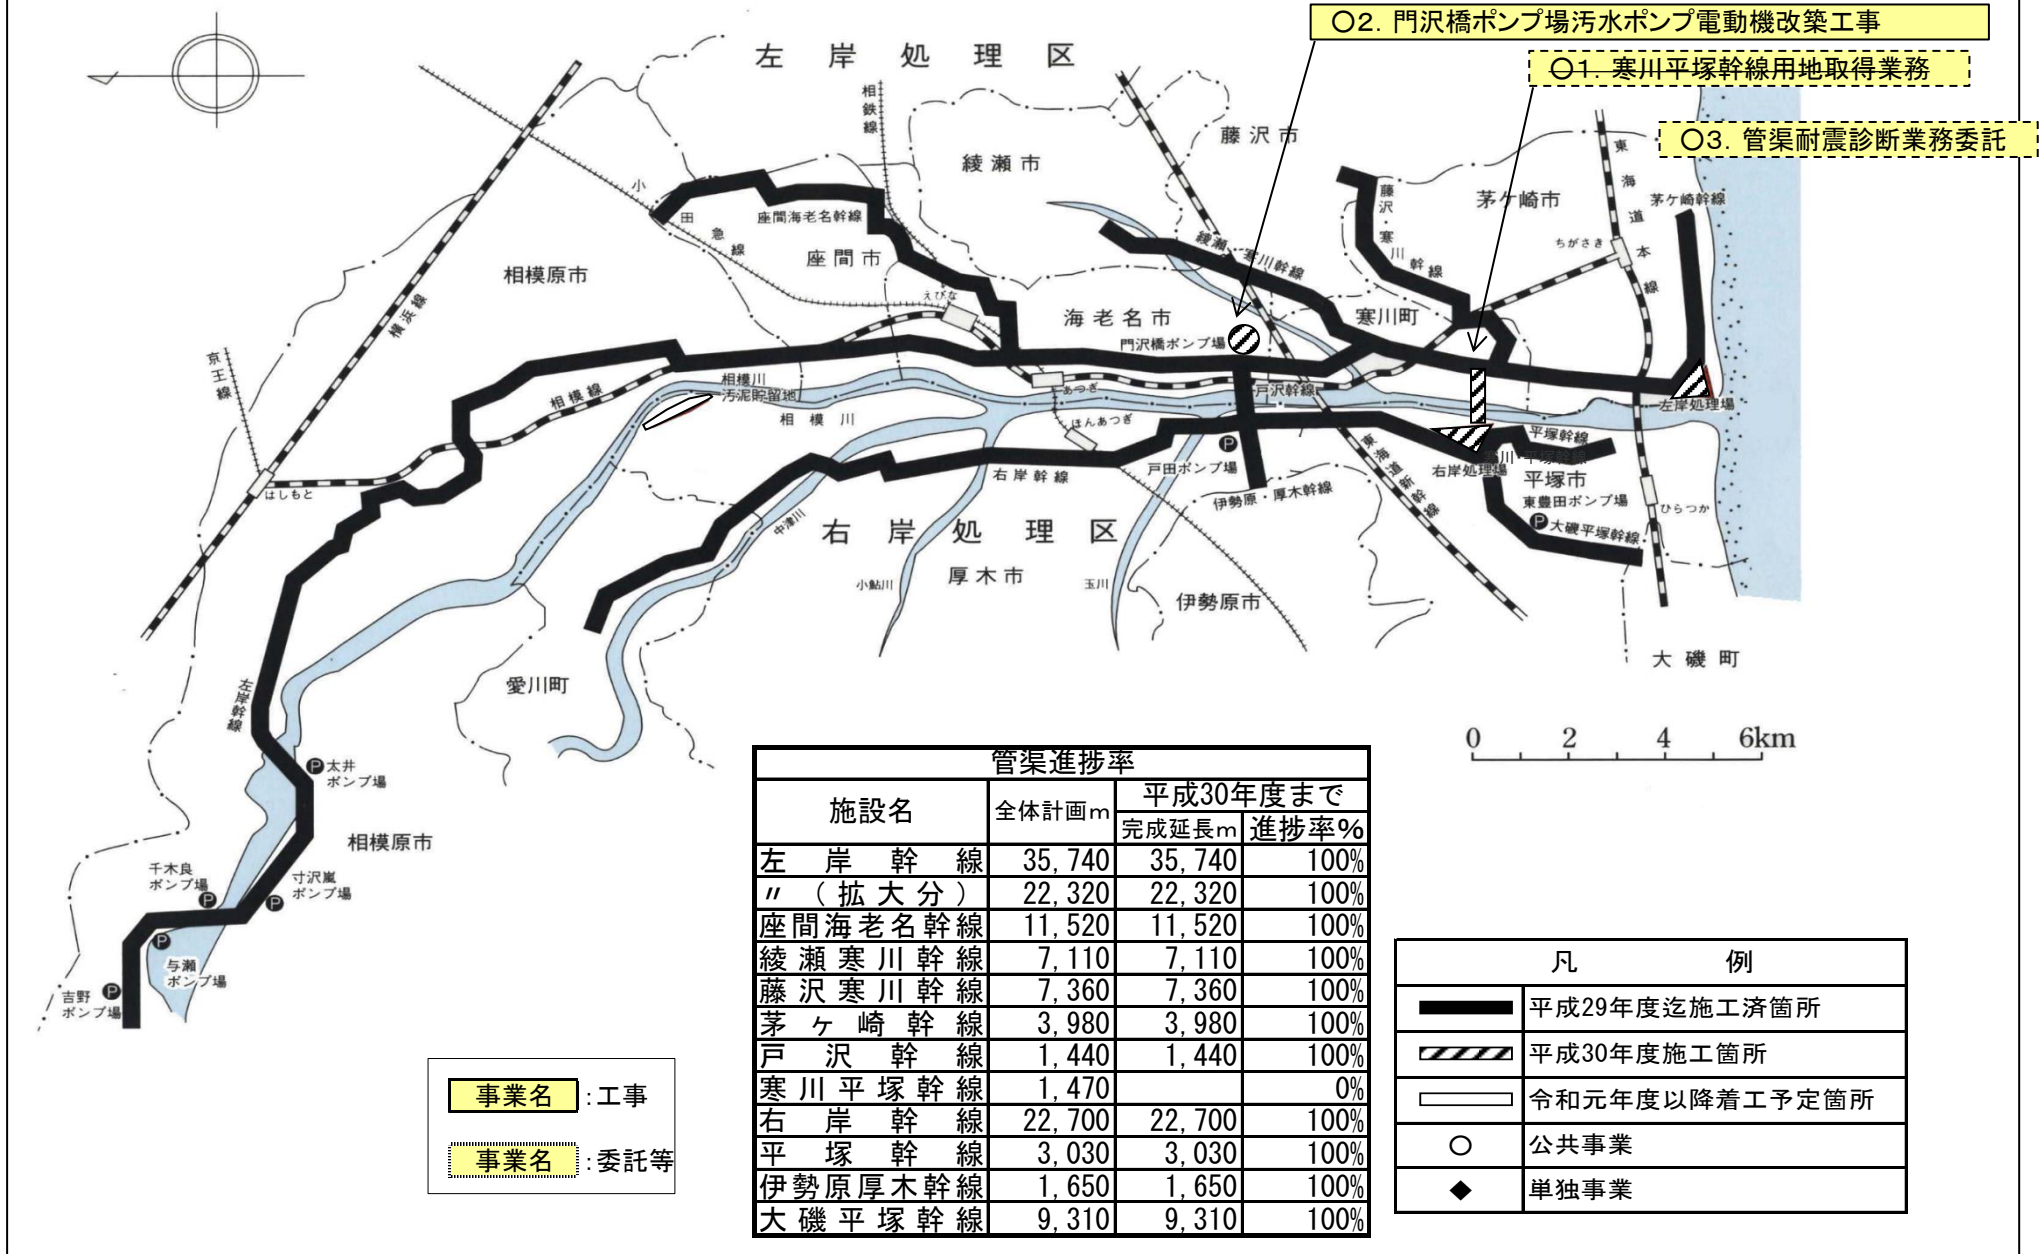 〇2. 門沢橋ポンプ場汚水ポンプ電動機改築工事
〇1. 寒川平塚幹線用地取得業務
〇3. 管渠耐震診断業務委託
左岸処理区
相鉄線
藤沢市
綾瀬市
東海道本線
小田急線
座間海老名幹線
藤沢・寒川幹線
茅ケ崎市
茅ケ崎幹線
ちがさき
座間市
綾瀬・寒川幹線
相模原市
横浜線
えびな
海老名市
寒川町
門沢橋ポンプ場
京王線
相模線
相模川
汚泥貯留地
相模川
あつぎ
戸沢幹線
左岸処理場
ほんあつぎ
平塚幹線
寒川・平塚幹線
右岸処理場
戸田ポンプ場
右岸幹線
東海道新幹線
平塚市
東豊田ポンプ場
はしもと
伊勢原・厚木幹線
ひらつか
大磯平塚幹線
中津川
右岸処理区
小鮎川
厚木市
玉川
伊勢原市
大磯町
左岸幹線
愛川町
0 2 4 6km
P 太井
ポンプ場
相模原市
千木良
ポンプ場
寸沢嵐
ポンプ場
与瀬
ポンプ場
吉野
ポンプ場
管渠進捗率
施設名 全体計画m 平成30年度まで
完成延長m 進捗率%
左岸幹線 35,740 35,740 100%
〃（拡大分） 22,320 22,320 100%
座間海老名幹線 11,520 11,520 100%
綾瀬寒川幹線 7,110 7,110 100%
藤沢寒川幹線 7,360 7,360 100%
茅ヶ崎幹線 3,980 3,980 100%
戸沢幹線 1,440 1,440 100%
寒川平塚幹線 1,470 0%
右岸幹線 22,700 22,700 100%
平塚幹線 3,030 3,030 100%
伊勢原厚木幹線 1,650 1,650 100%
大磯平塚幹線 9,310 9,310 100%
事業名 :工事
事業名 :委託等
凡例
平成29年度迄施工済箇所
平成30年度施工箇所
令和元年度以降着工予定箇所
○ 公共事業
◆ 単独事業